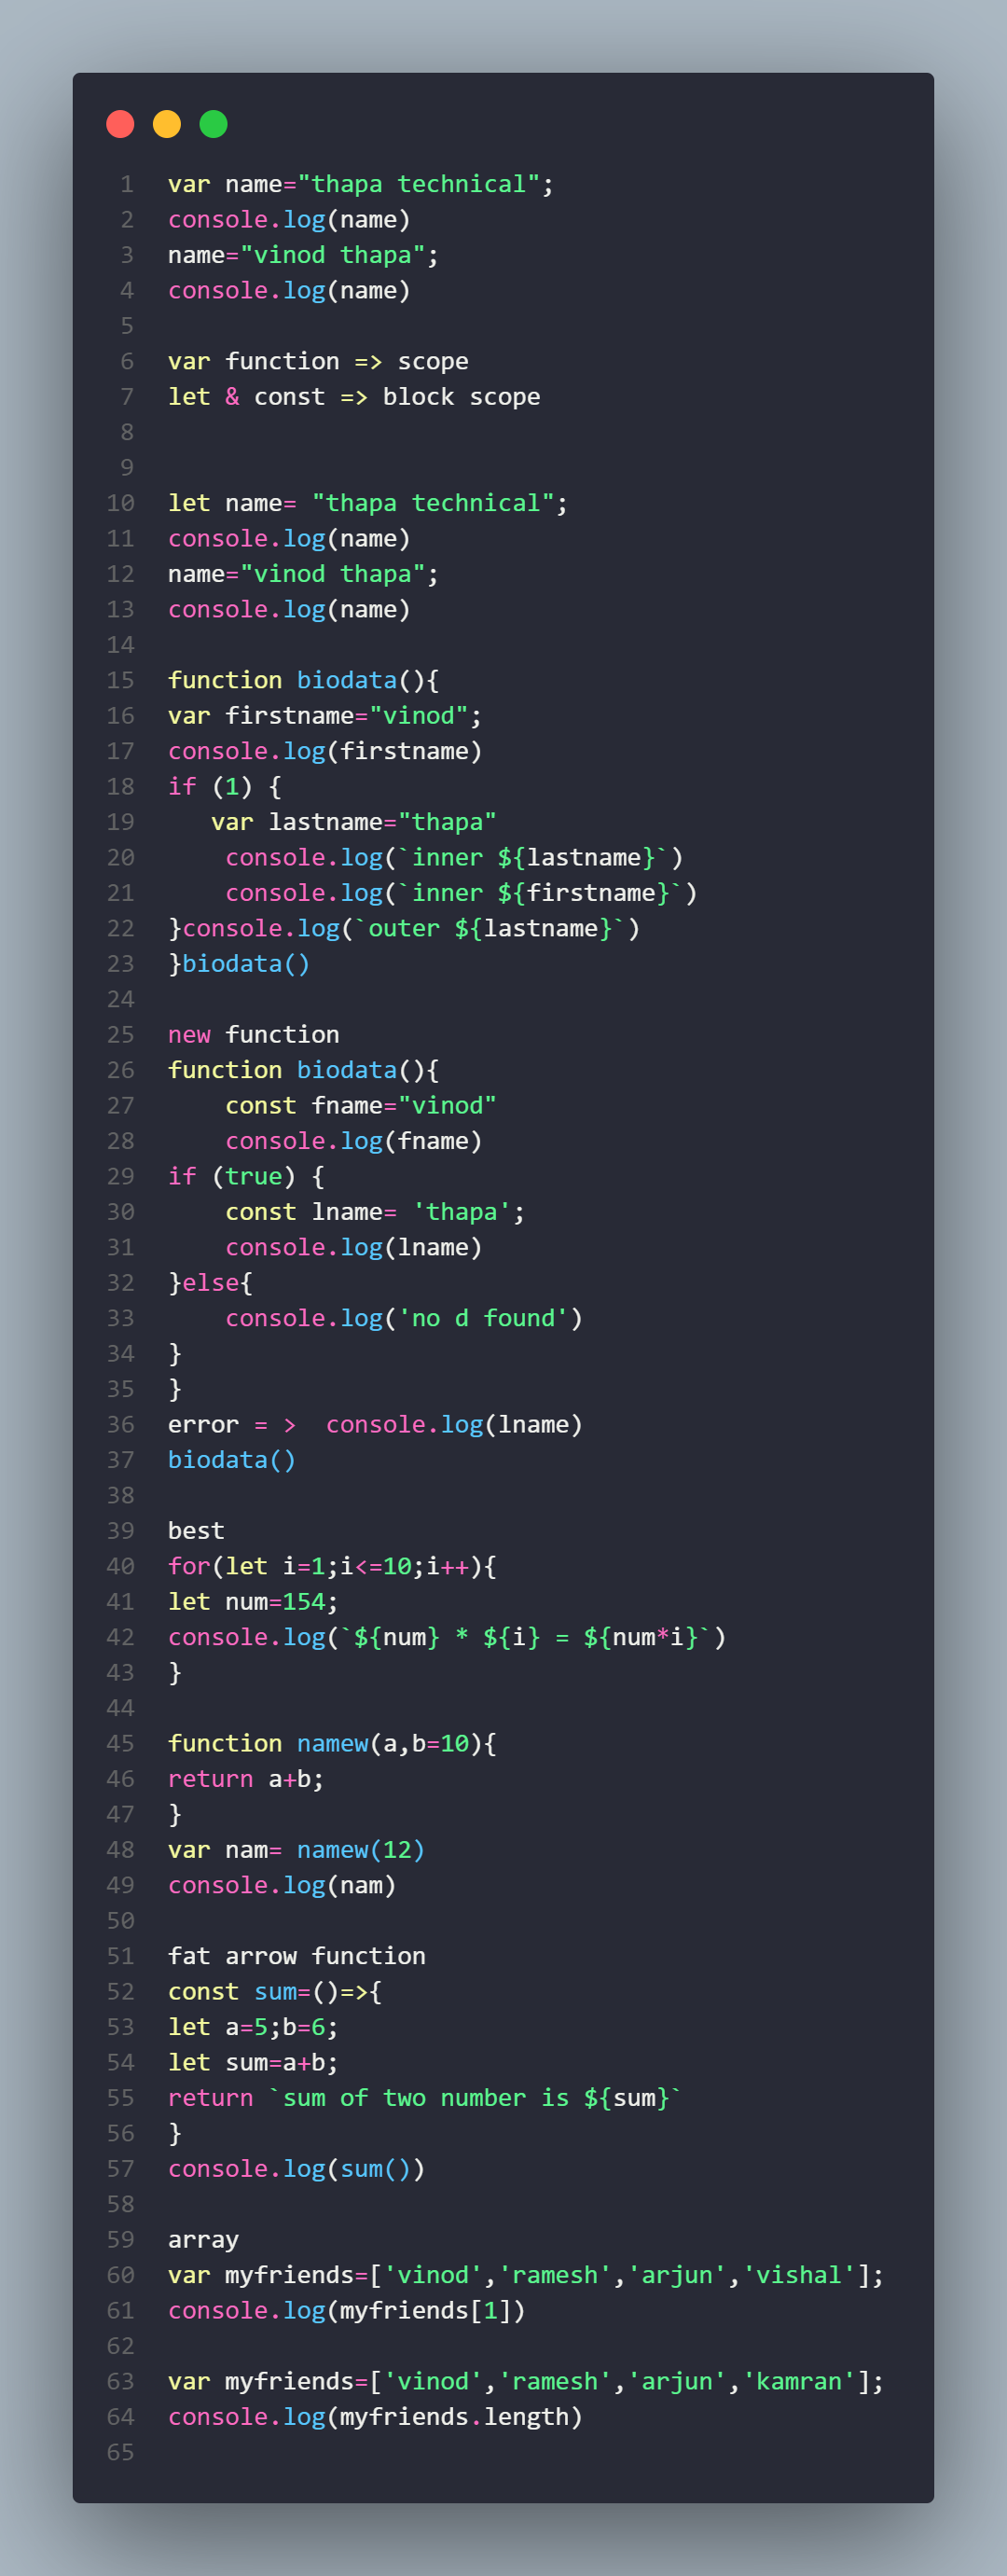 1 var name="thapa technical";
2 console.log(name)
3 name="vinod thapa";
4 console.log(name)
5
6 var function => scope
7 let & const => block scope
8
9
10 let name= "thapa technical";
11 console.log(name)
12 name="vinod thapa";
13 console.log(name)
14
15 function biodata(){
16 var firstname="vinod";
17 console.log(firstname)
18 if (1) {
19    var lastname="thapa"
20     console.log(`inner ${lastname}`)
21     console.log(`inner ${firstname}`)
22 }console.log(`outer ${lastname}`)
23 }biodata()
24
25 new function
26 function biodata(){
27     const fname="vinod"
28     console.log(fname)
29 if (true) {
30     const lname= 'thapa';
31     console.log(lname)
32 }else{
33     console.log('no d found')
34 }
35 }
36 error = >  console.log(lname)
37 biodata()
38
39 best
40 for(let i=1;i<=10;i++){
41 let num=154;
42 console.log(`${num} * ${i} = ${num*i}`)
43 }
44
45 function namew(a,b=10){
46 return a+b;
47 }
48 var nam= namew(12)
49 console.log(nam)
50
51 fat arrow function
52 const sum=()=>{
53 let a=5;b=6;
54 let sum=a+b;
55 return `sum of two number is ${sum}`
56 }
57 console.log(sum())
58
59 array
60 var myfriends=['vinod','ramesh','arjun','vishal'];
61 console.log(myfriends[1])
62
63 var myfriends=['vinod','ramesh','arjun','kamran'];
64 console.log(myfriends.length)
65